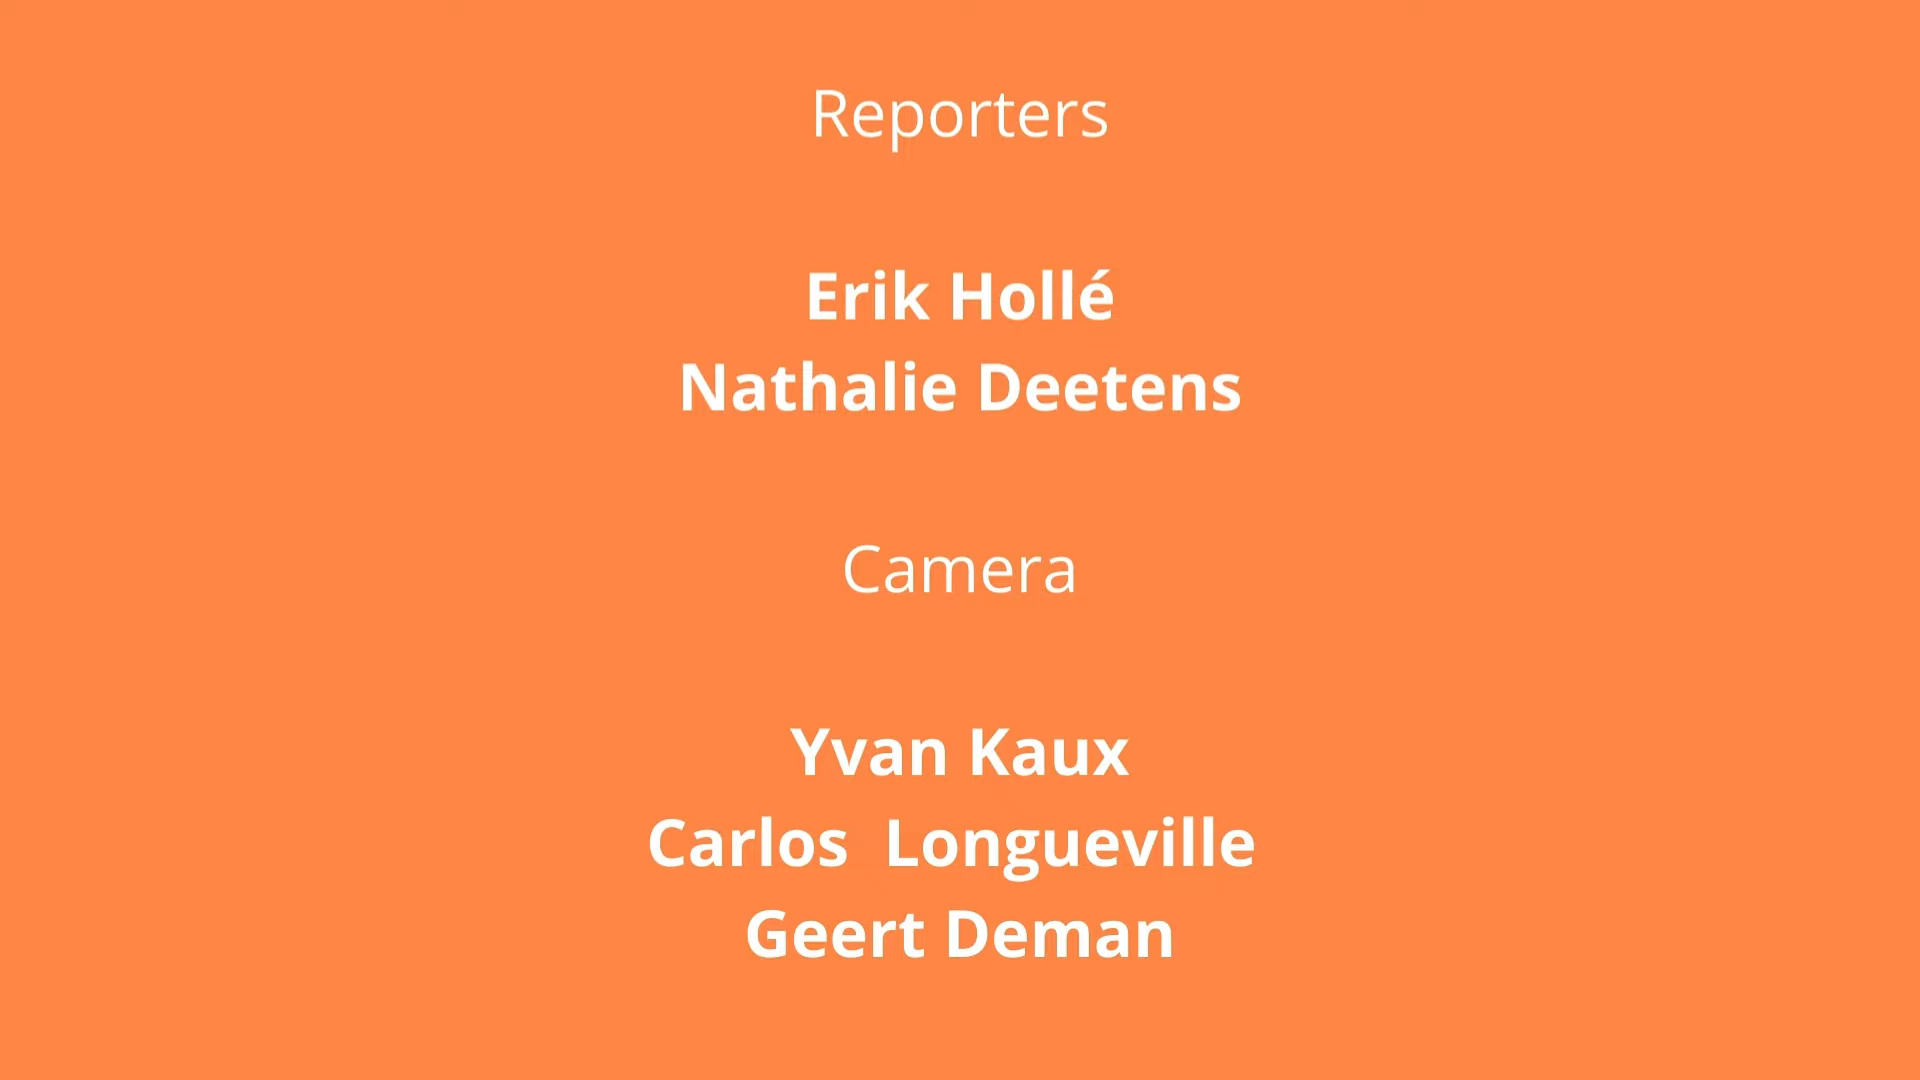 Reporters
Erik Hollé
Nathalie Deetens
Camera
Yvan Kaux
Carlos  Longueville
Geert Deman